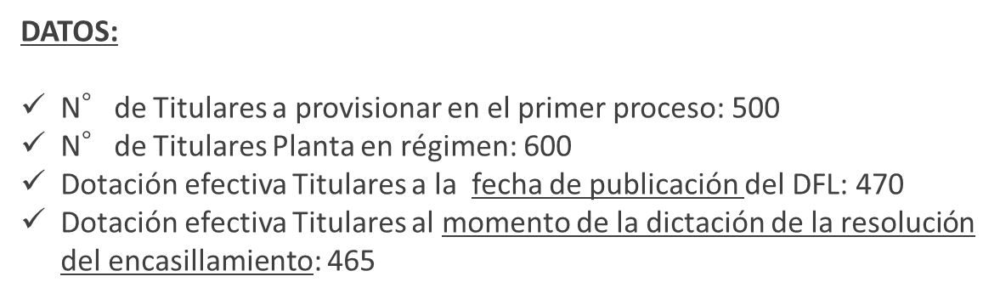 DATOS:
✓ N° de Titulares a provisionar en el primer proceso: 500
✓ N° de Titulares Planta en régimen: 600
✓ Dotación efectiva Titulares a la fecha de publicación del DFL: 470
✓ Dotación efectiva Titulares al momento de la dictación de la resolución
del encasillamiento: 465